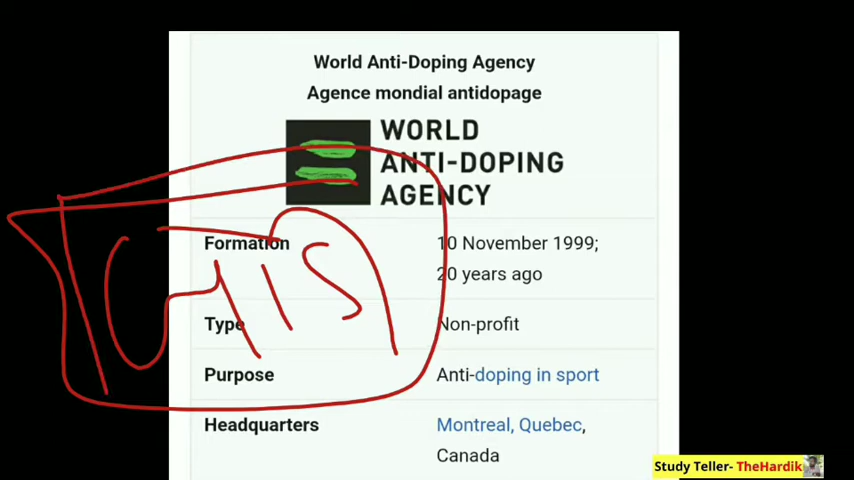 World Anti-Doping Agency
Agence mondial antidopage
WORLD
ANTI-DOPING
AGENCY
Formation 10 November 1999;
20 years ago
Type Non-profit
Purpose Anti-doping in sport
Headquarters Montreal, Quebec,
Canada
Study Teller- TheHardik